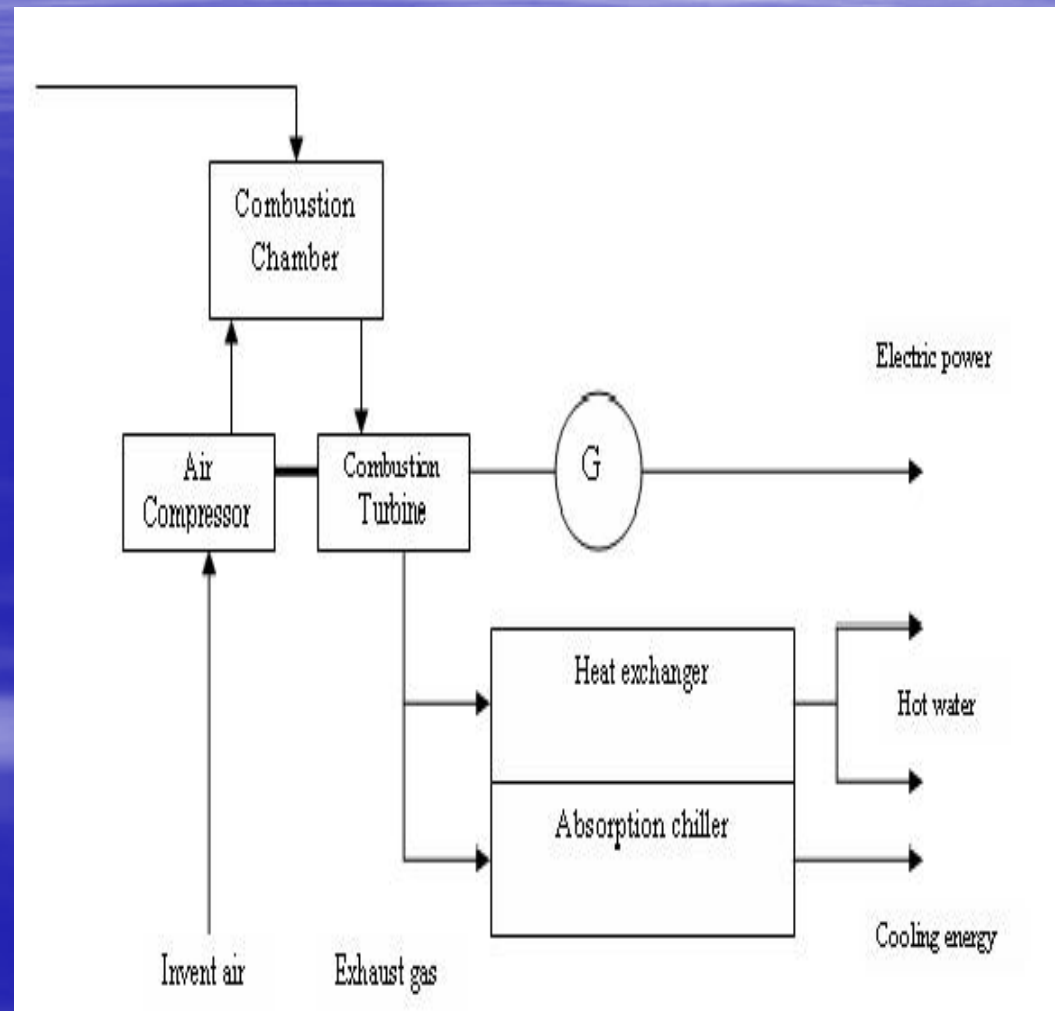 Combustion
Chamber
Electric power
Air
Compressor
Combustion
Turbine
G
Heat exchanger
Hot water
Absorption chiller
Cooling energy
Invent air
Exhaust gas